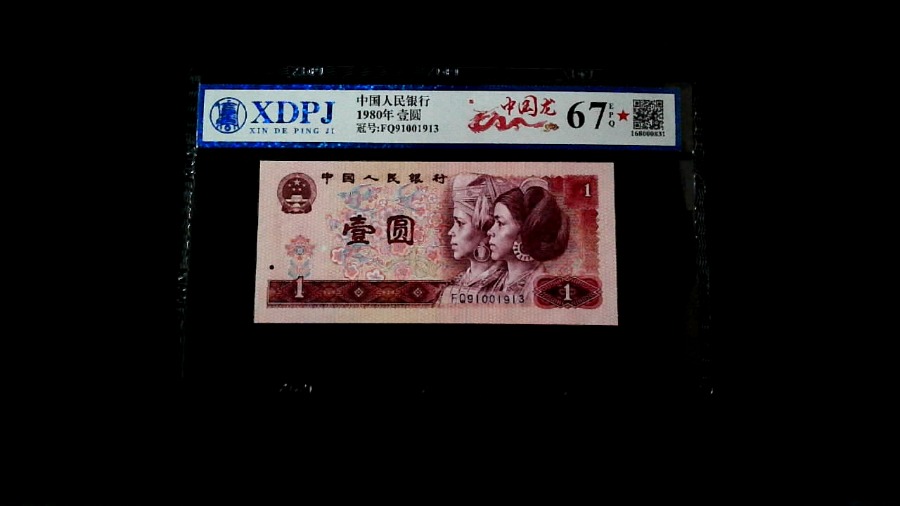 XDPJ
XIN DE PING JI
中国人民银行
1980年 壹圆
冠号:FQ91001913
中国龙
67
EPQ
168000831
中国人民银行
1
壹圆
1
FQ91001913
1